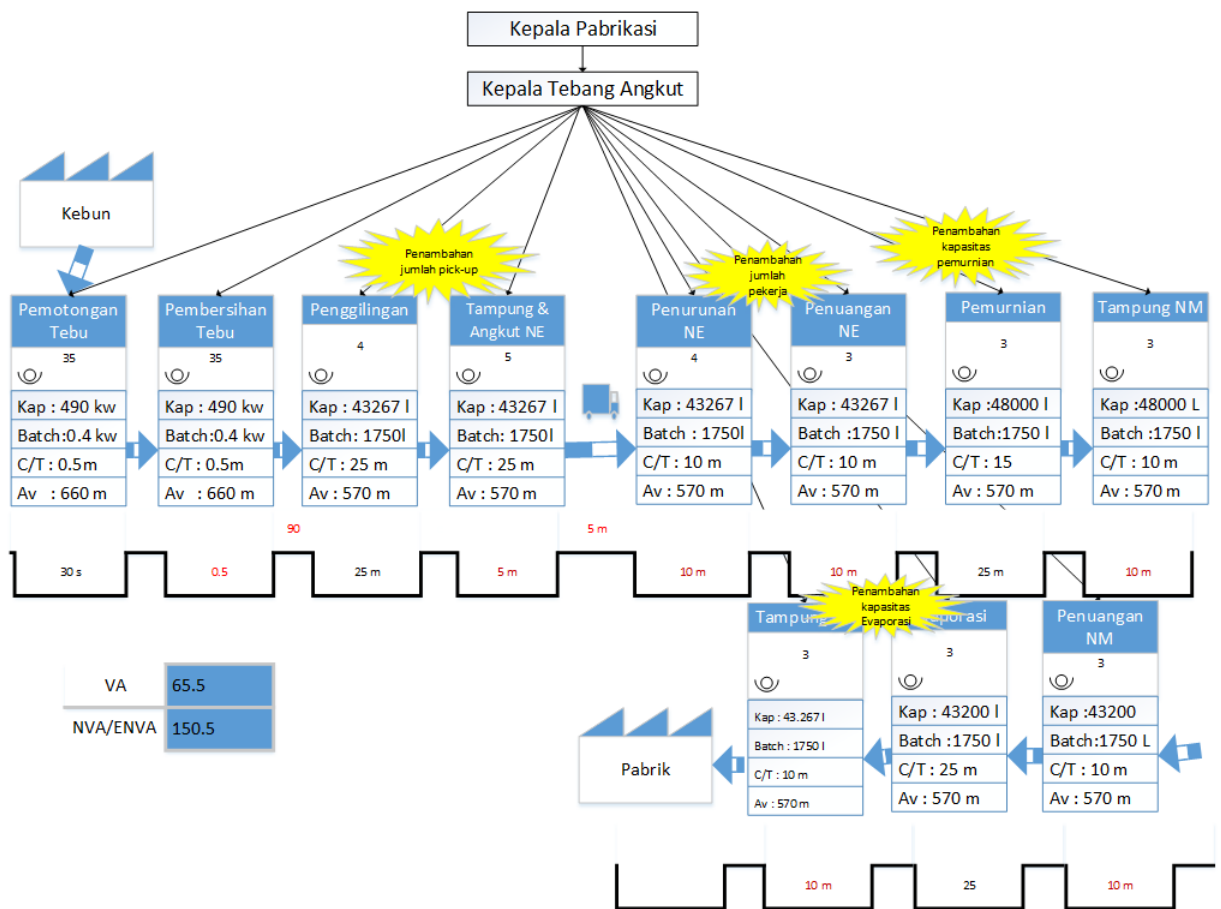 Kepala Pabrikasi
Kepala Tebang Angkut
Kebun
Penambahan
jumlah pick-up
Penambahan
jumlah
pekerja
Penambahan
kapasitas
pemurnian
Pemotongan
Tebu
35
Kap : 490 kw
Batch:0.4 kw
C/T : 0.5m
Av : 660 m
Pembersihan
Tebu
35
Kap : 490 kw
Batch:0.4 kw
C/T : 0.5m
Av : 660 m
Penggilingan
4
Kap : 43267 l
Batch: 1750l
C/T : 25 m
Av : 570 m
Tampung &
Angkut NE
5
Kap : 43267 l
Batch: 1750l
C/T : 25 m
Av : 570 m
Penurunan
NE
4
Kap : 43267 l
Batch : 1750l
C/T : 10 m
Av : 570 m
Penuangan
NE
3
Kap : 43267 l
Batch :1750 l
C/T : 10 m
Av : 570 m
Pemurnian
3
Kap :48000 l
Batch:1750 l
C/T : 15
Av : 570 m
Tampung NM
3
Kap :48000 L
Batch :1750 l
C/T : 10 m
Av : 570 m
90
5 m
30 s
0.5
25 m
5 m
10 m
10 m
25 m
10 m
Penambahan
kapasitas
Evaporasi
Tampung
3
Kap : 43.267 l
Batch : 1750 l
C/T : 10 m
Av : 570 m
3
Kap : 43200 l
Batch :1750 l
C/T : 25 m
Av : 570 m
Penuangan
NM
3
Kap :43200
Batch:1750 L
C/T : 10 m
Av : 570 m
VA
65.5
NVA/ENVA
150.5
Pabrik
10 m
25
10 m